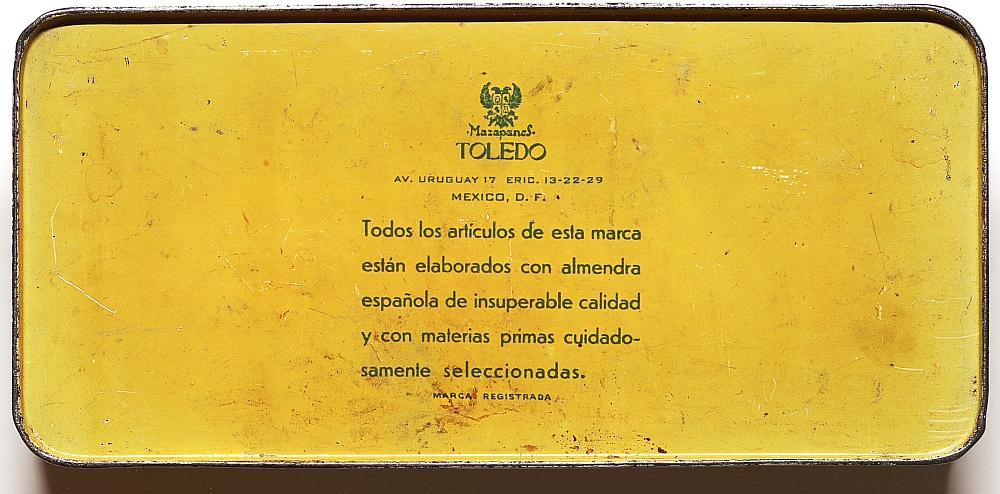 ·Mazapanes·
TOLEDO
AV. URUGUAY 17 ERIC. 13-22-29
MEXICO, D. F.
Todos los artículos de esta marca
están elaborados con almendra
española de insuperable calidad
y con materias primas cuidado-
samente seleccionadas.
MARCA REGISTRADA